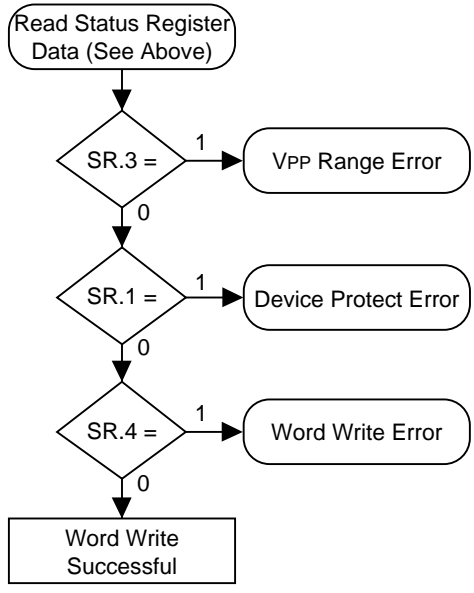 Read Status Register
Data (See Above)
SR.3 =
1
VPP Range Error
0
SR.1 =
1
Device Protect Error
0
SR.4 =
1
Word Write Error
0
Word Write
Successful